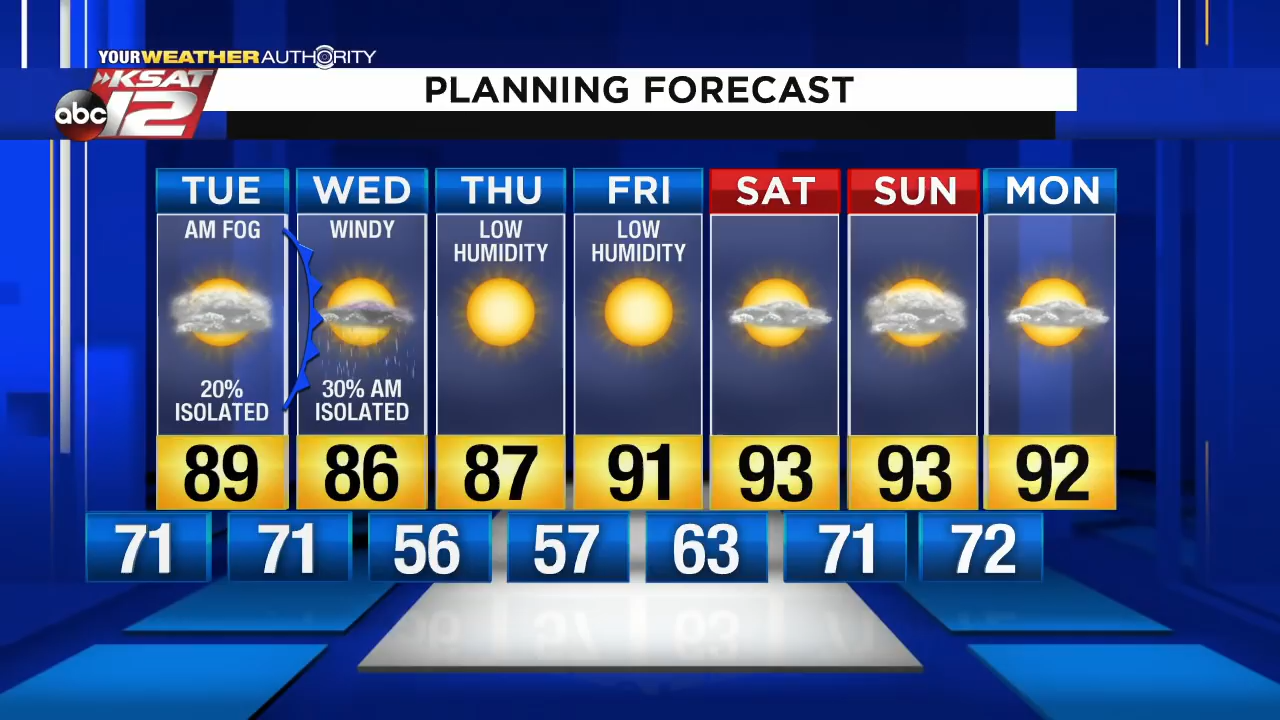 YOURWEATHERAUTHORITY
KSAT
abc 12
PLANNING FORECAST
TUE WED THU FRI SAT SUN MON
AM FOG WINDY LOW HUMIDITY LOW HUMIDITY
20% ISOLATED 30% AM ISOLATED
89 86 87 91 93 93 92
71 71 56 57 63 71 72